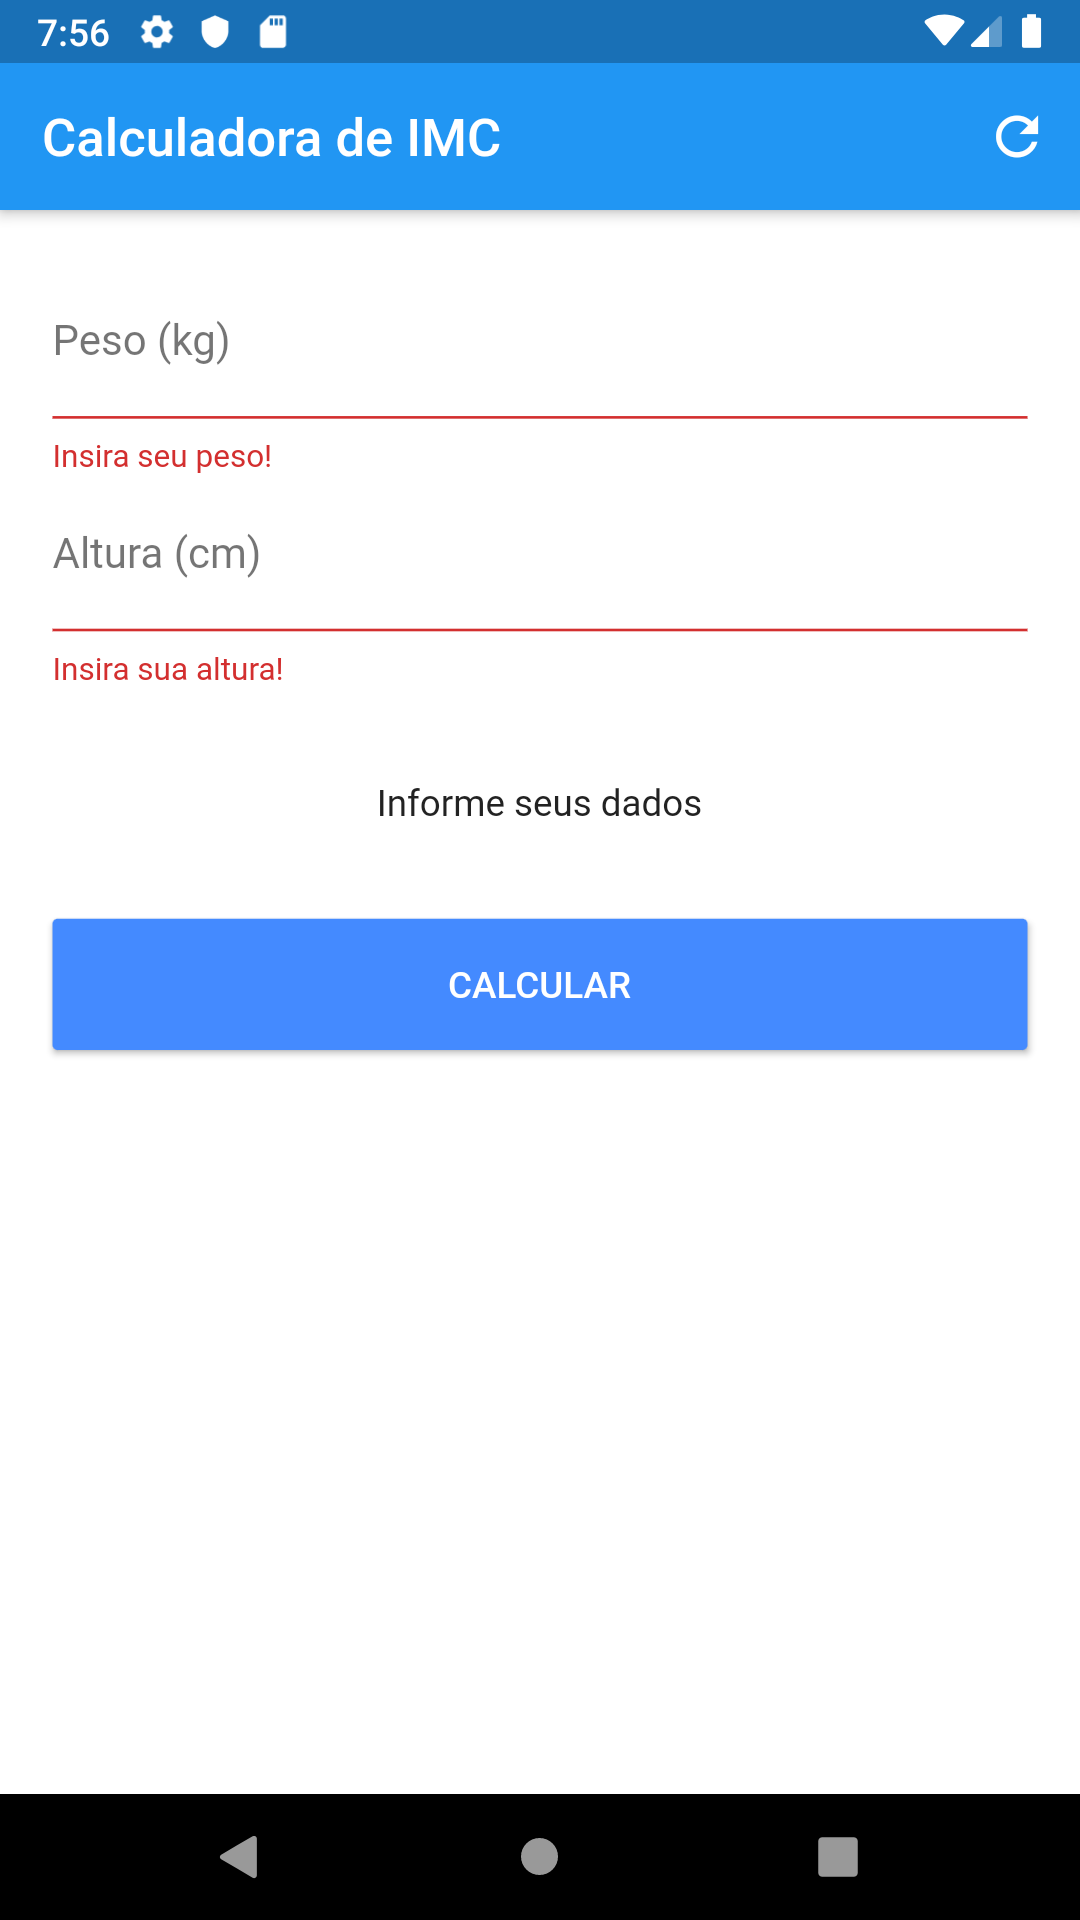 7:56
Calculadora de IMC
Peso (kg)
Insira seu peso!
Altura (cm)
Insira sua altura!
Informe seus dados
CALCULAR